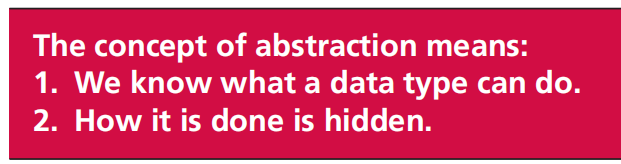 The concept of abstraction means:
1. We know what a data type can do.
2. How it is done is hidden.